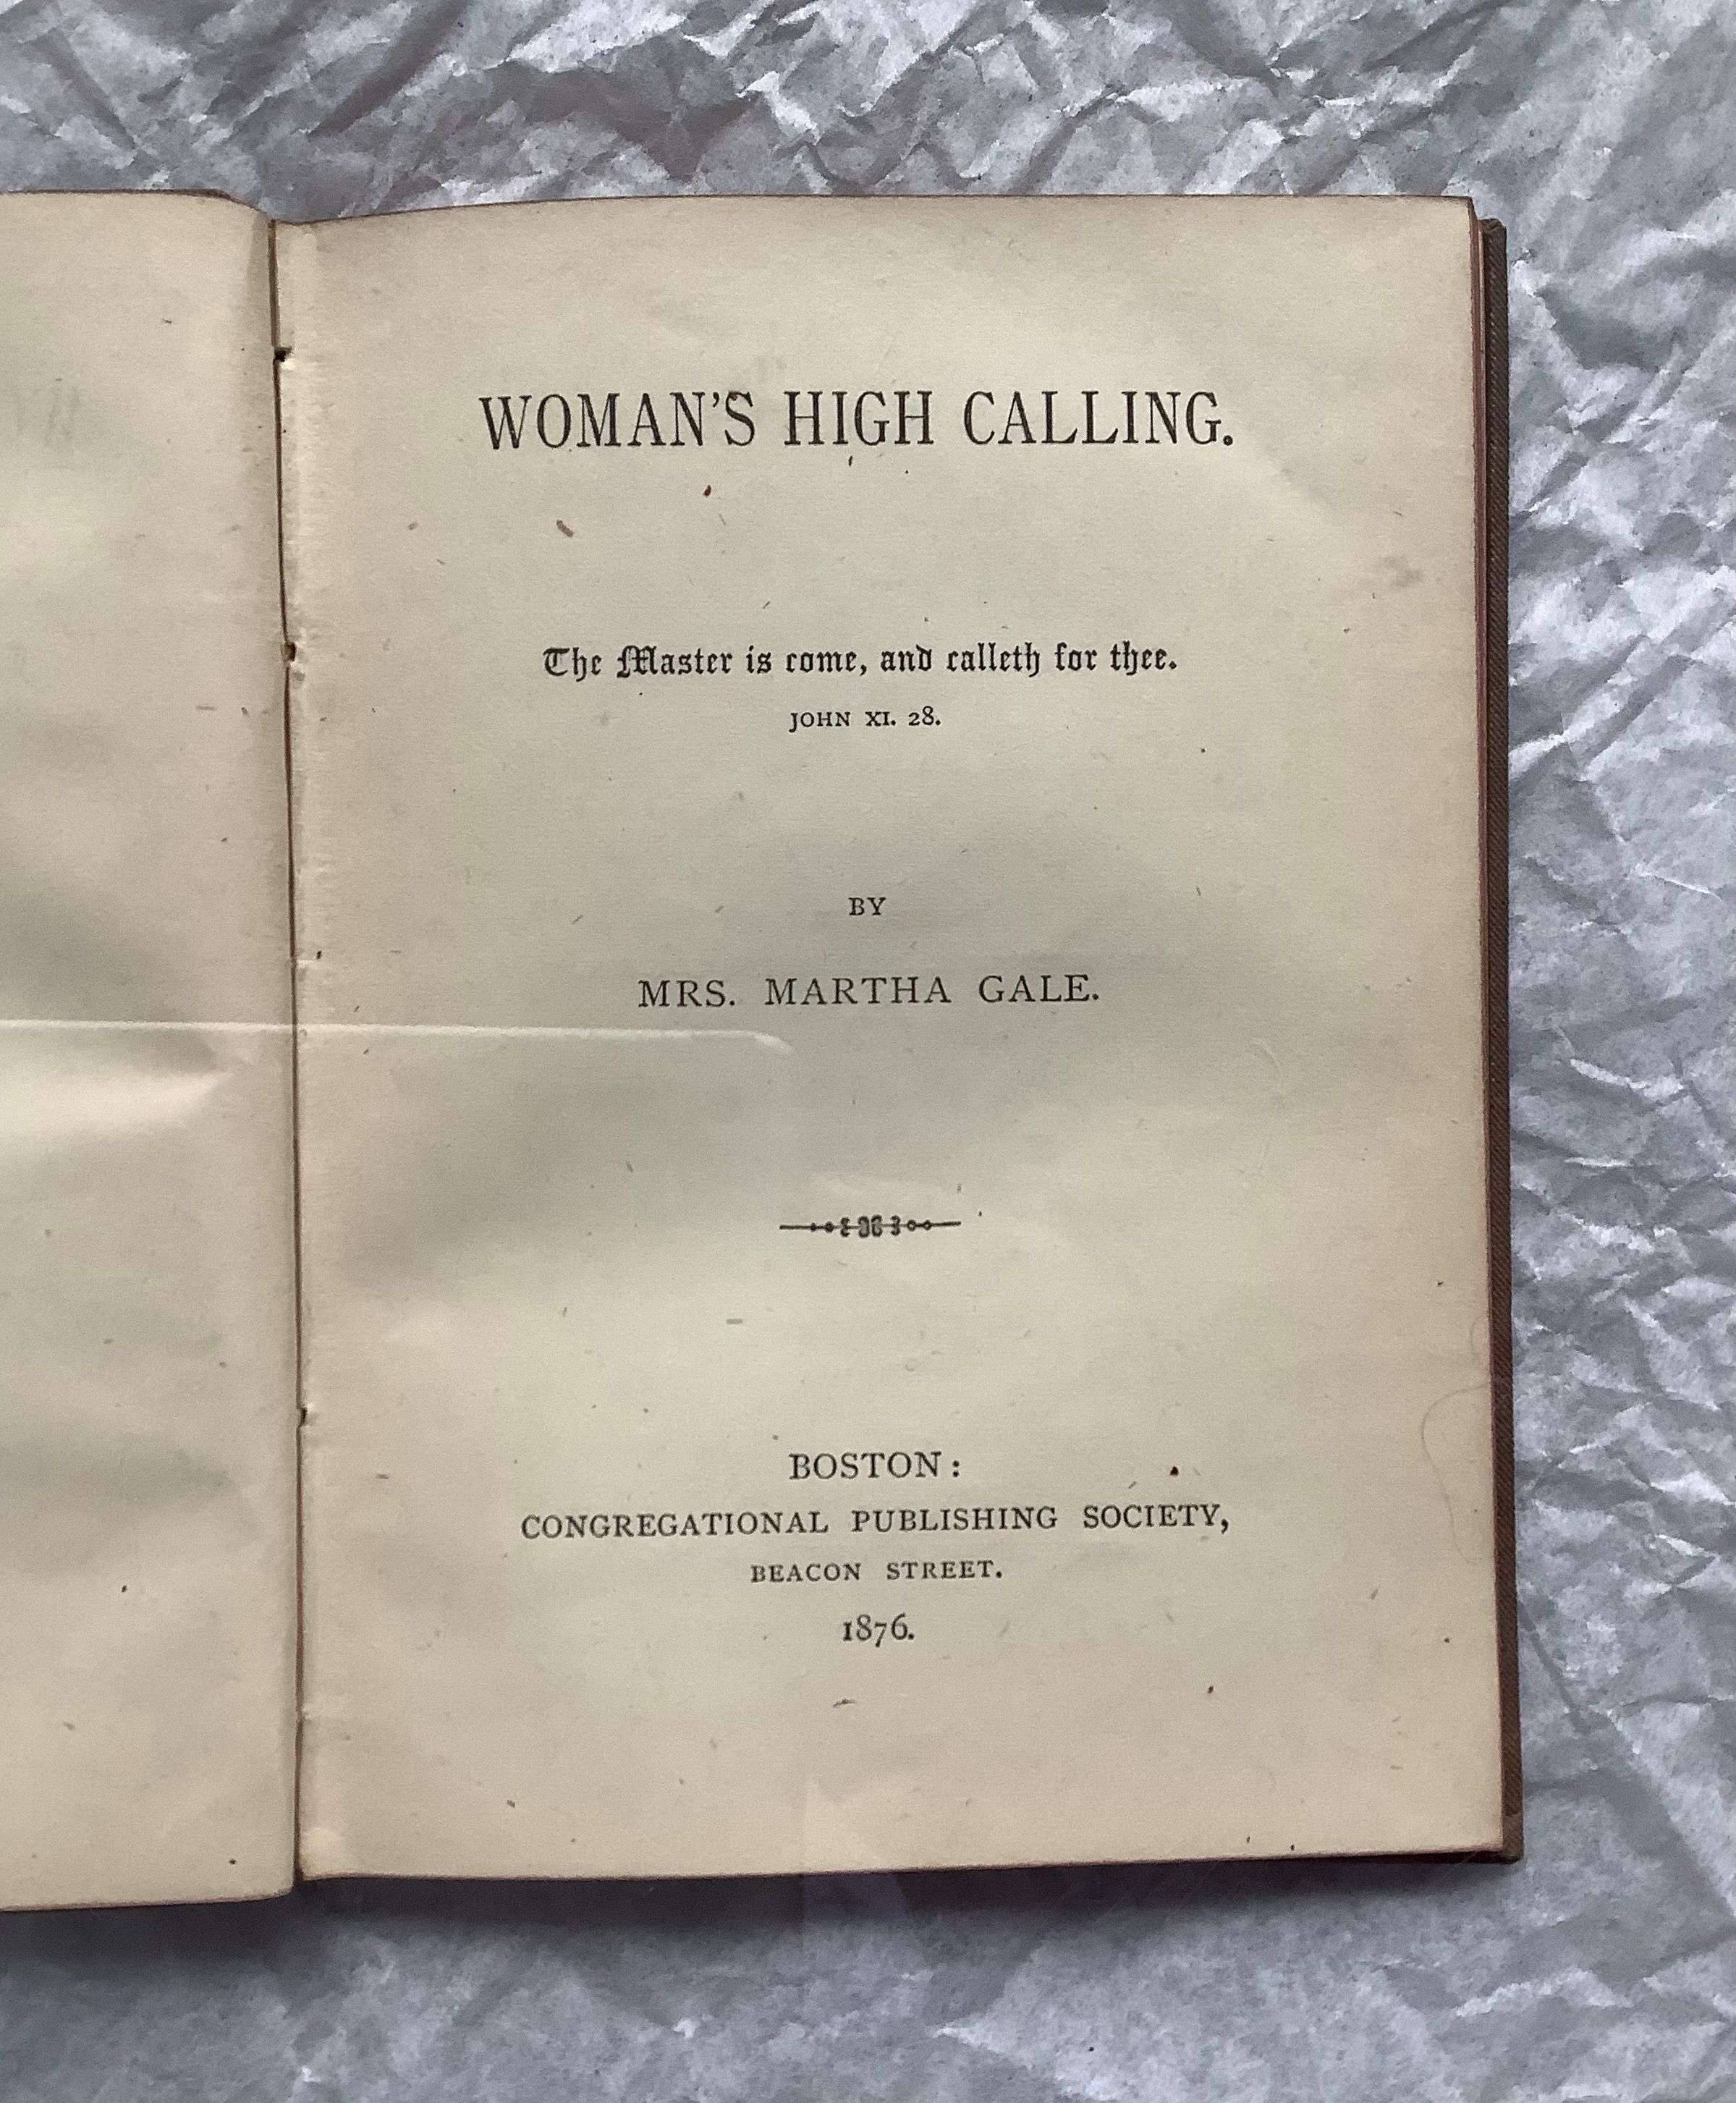 WOMAN'S HIGH CALLING.
The Master is come, and calleth for thee.
JOHN XI. 28.
BY
MRS. MARTHA GALE.
BOSTON:
CONGREGATIONAL PUBLISHING SOCIETY,
BEACON STREET.
1876.